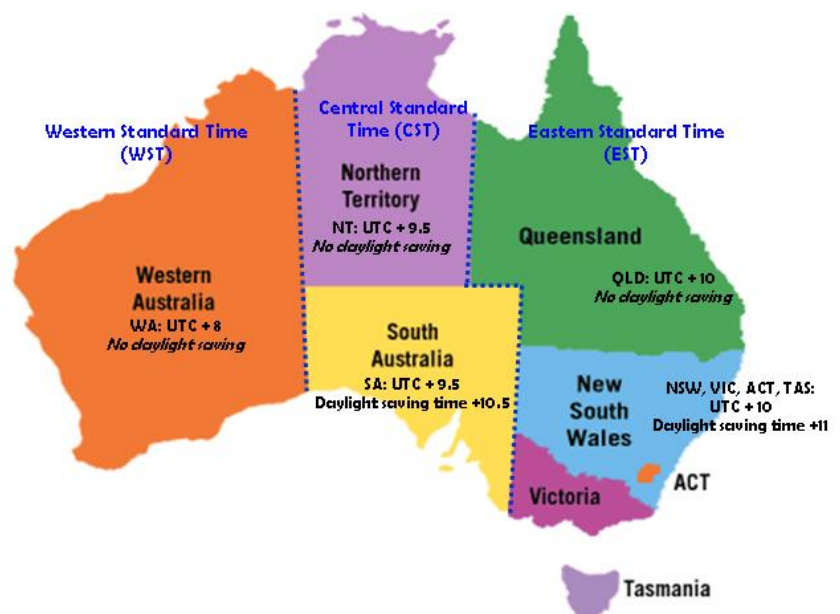 Western Standard Time
(WST)
Central Standard
Time (CST)
Eastern Standard Time
(EST)
Northern
Territory
NT: UTC + 9.5
No daylight saving
Queensland
QLD: UTC + 10
No daylight saving
Western
Australia
WA: UTC + 8
No daylight saving
South
Australia
SA: UTC + 9.5
Daylight saving time +10.5
New
South
Wales
NSW, VIC, ACT, TAS:
UTC + 10
Daylight saving time +11
ACT
Victoria
Tasmania